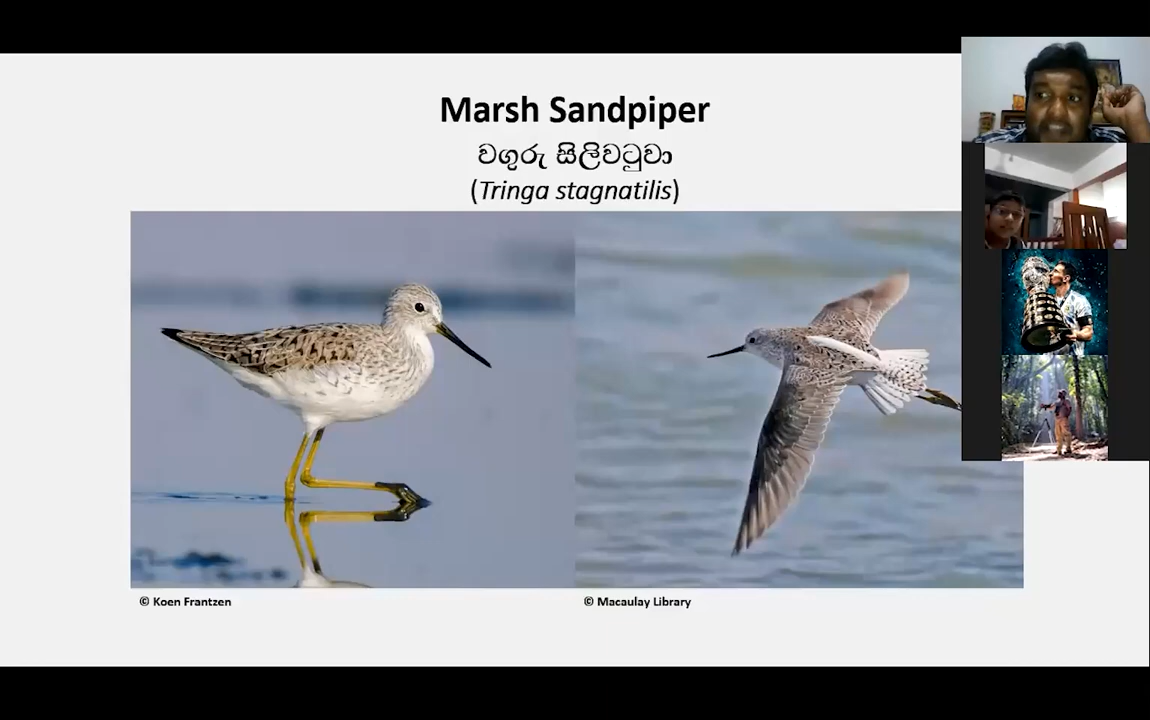 Marsh Sandpiper
වගුරු සිලිවටුවා
(Tringa stagnatilis)
© Koen Frantzen
© Macaulay Library